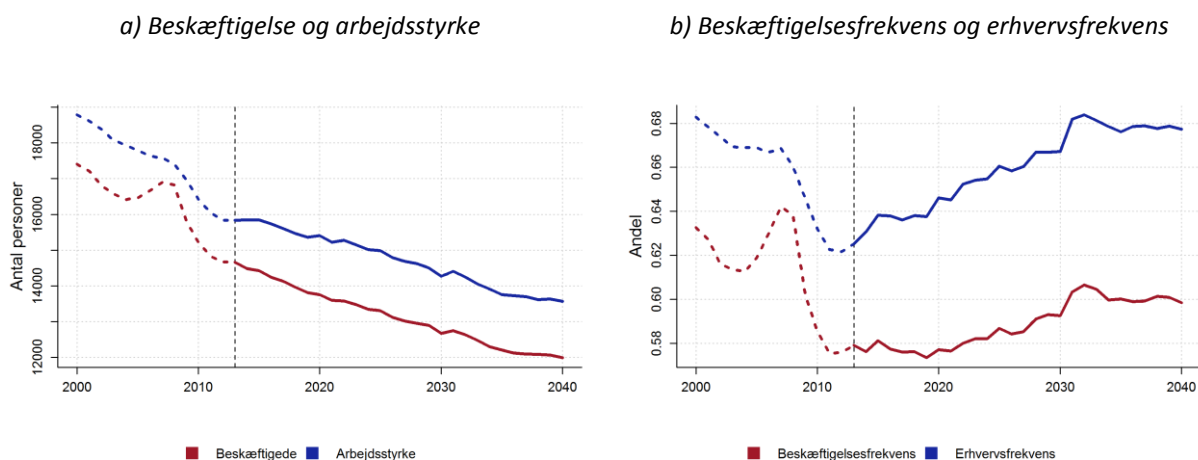 a) Beskæftigelse og arbejdsstyrke
b) Beskæftigelsesfrekvens og erhvervsfrekvens
Antal personer
18000
16000
14000
12000
2000
2010
2020
2030
2040
Beskæftigede
Arbejdsstyrke
Andel
0.68
0.66
0.64
0.62
0.60
0.58
2000
2010
2020
2030
2040
Beskæftigelsesfrekvens
Erhvervsfrekvens